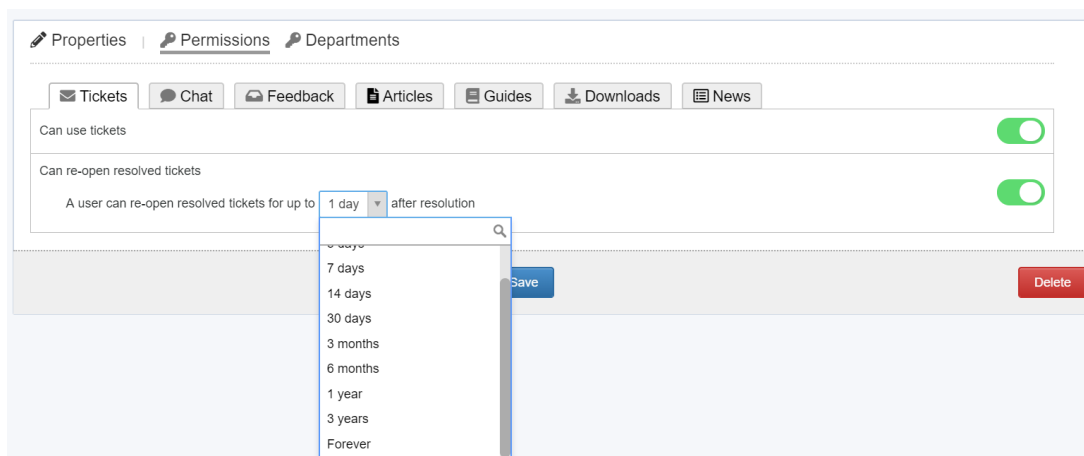 Properties | Permissions Departments
Tickets Chat Feedback Articles Guides Downloads News
Can use tickets
Can re-open resolved tickets
A user can re-open resolved tickets for up to 1 day after resolution
7 days
Save Delete
14 days
30 days
3 months
6 months
1 year
3 years
Forever